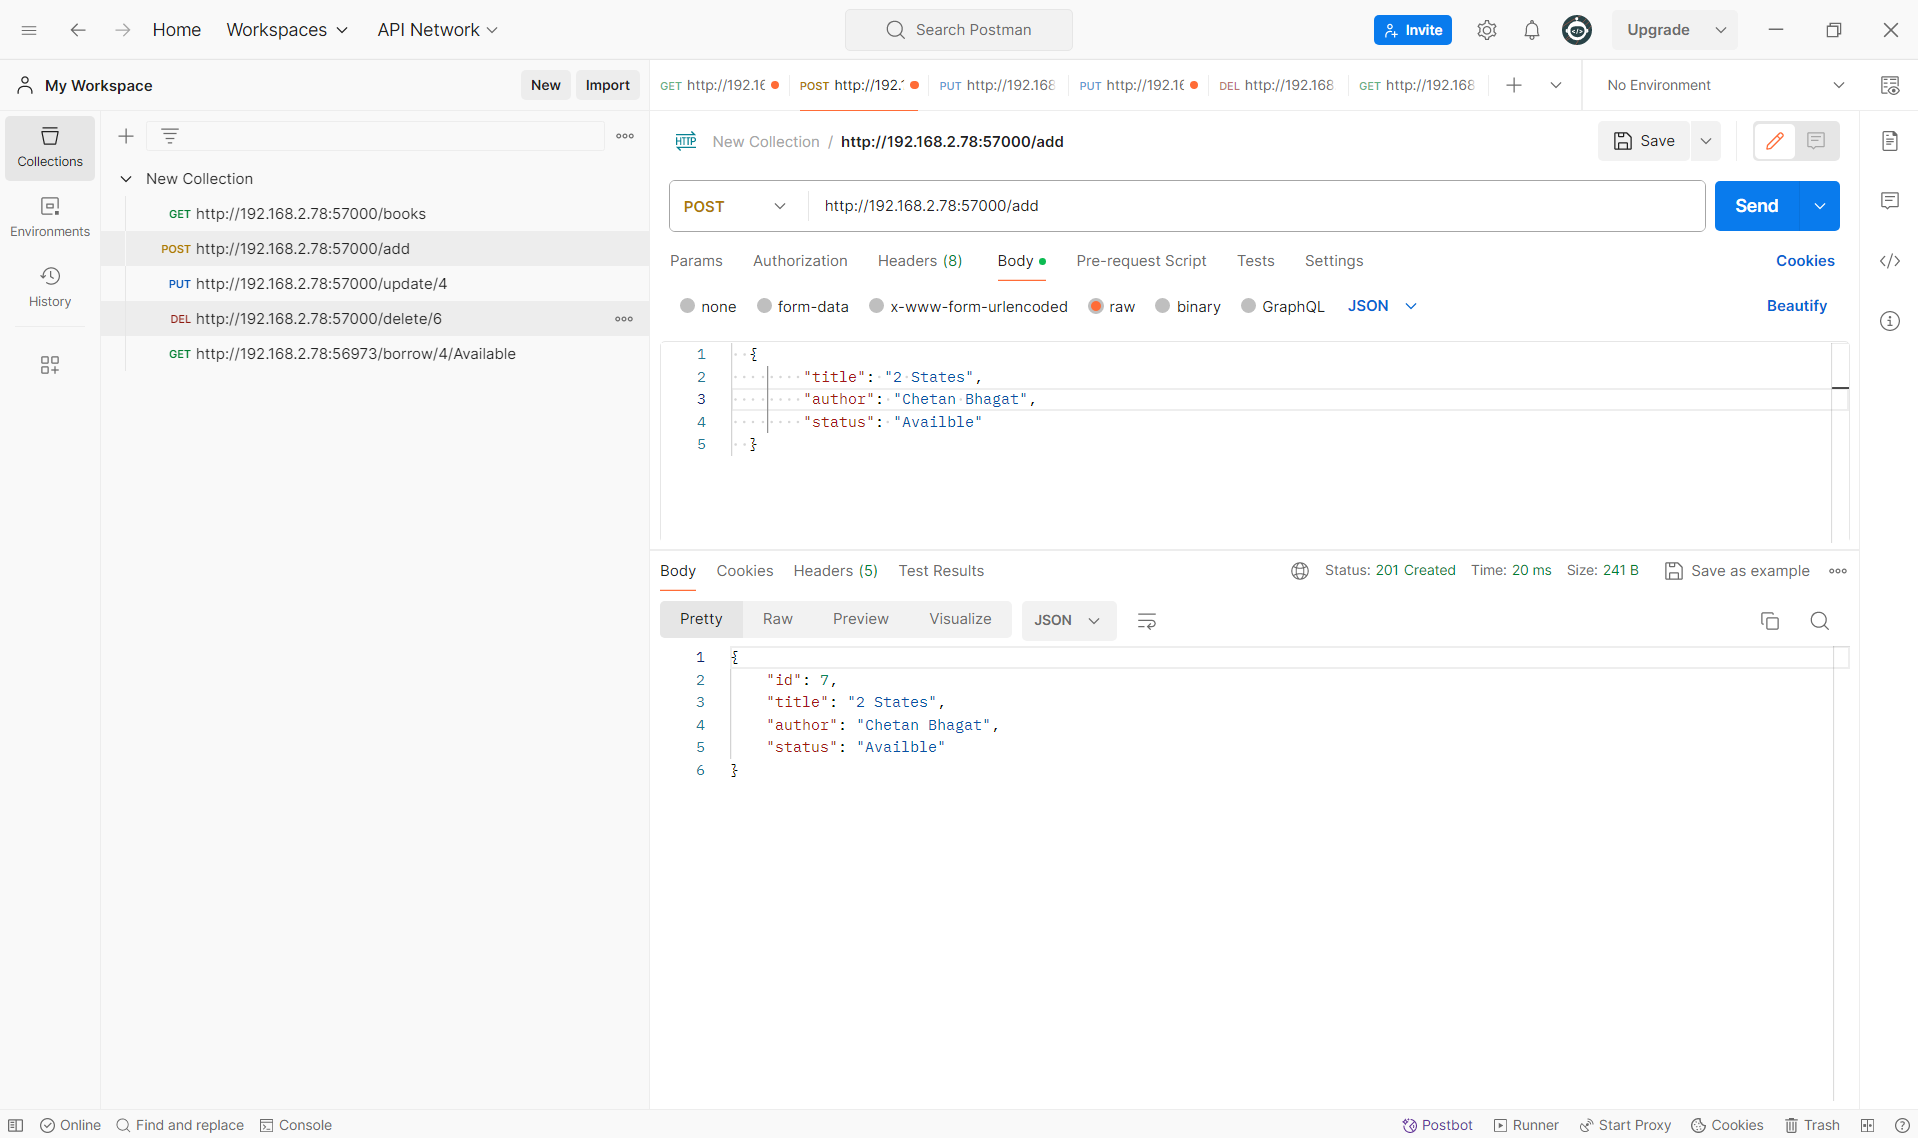 Home Workspaces API Network Search Postman Invite Upgrade
My Workspace New Import GET http://192.1 POST http://192. PUT http://192.168 PUT http://192.1 DEL http://192.168 GET http://192.168 No Environment
Collections
Environments
History
New Collection
GET http://192.168.2.78:57000/books
POST http://192.168.2.78:57000/add
PUT http://192.168.2.78:57000/update/4
DEL http://192.168.2.78:57000/delete/6
GET http://192.168.2.78:56973/borrow/4/Available
HTTP New Collection / http://192.168.2.78:57000/add Save
POST http://192.168.2.78:57000/add Send
Params Authorization Headers (8) Body Pre-request Script Tests Settings Cookies
none form-data x-www-form-urlencoded raw binary GraphQL JSON Beautify
1 {
2 "title": "2 States",
3 "author": "Chetan Bhagat",
4 "status": "Availble"
5 }
Body Cookies Headers (5) Test Results Status: 201 Created Time: 20 ms Size: 241 B Save as example
Pretty Raw Preview Visualize JSON
1 {
2 "id": 7,
3 "title": "2 States",
4 "author": "Chetan Bhagat",
5 "status": "Availble"
6 }
Online Find and replace Console Postbot Runner Start Proxy Cookies Trash